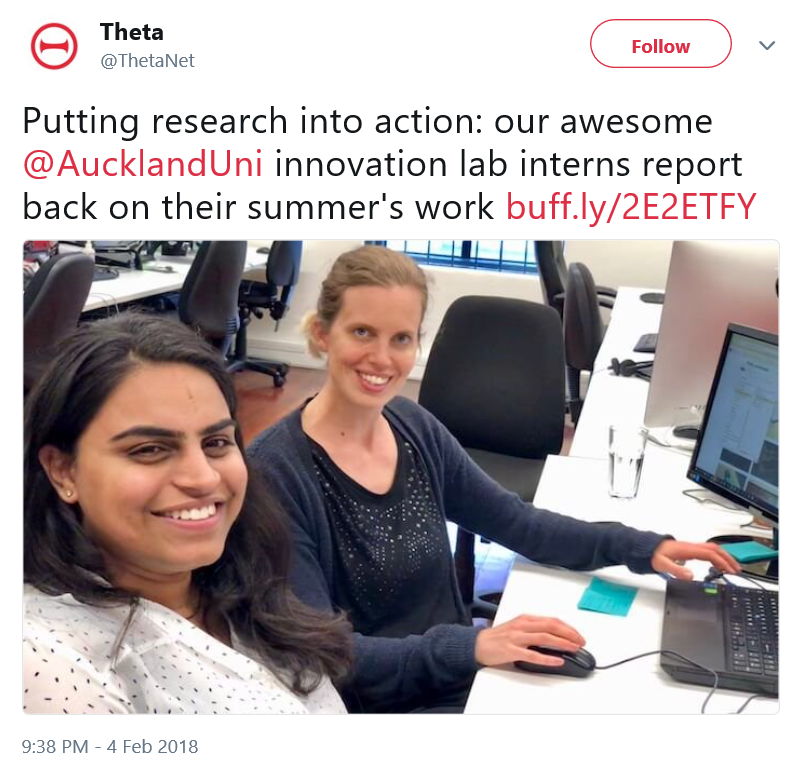 Theta
@ThetaNet
Follow
Putting research into action: our awesome
@AucklandUni innovation lab interns report
back on their summer's work buff.ly/2E2ETFY
9:38 PM - 4 Feb 2018